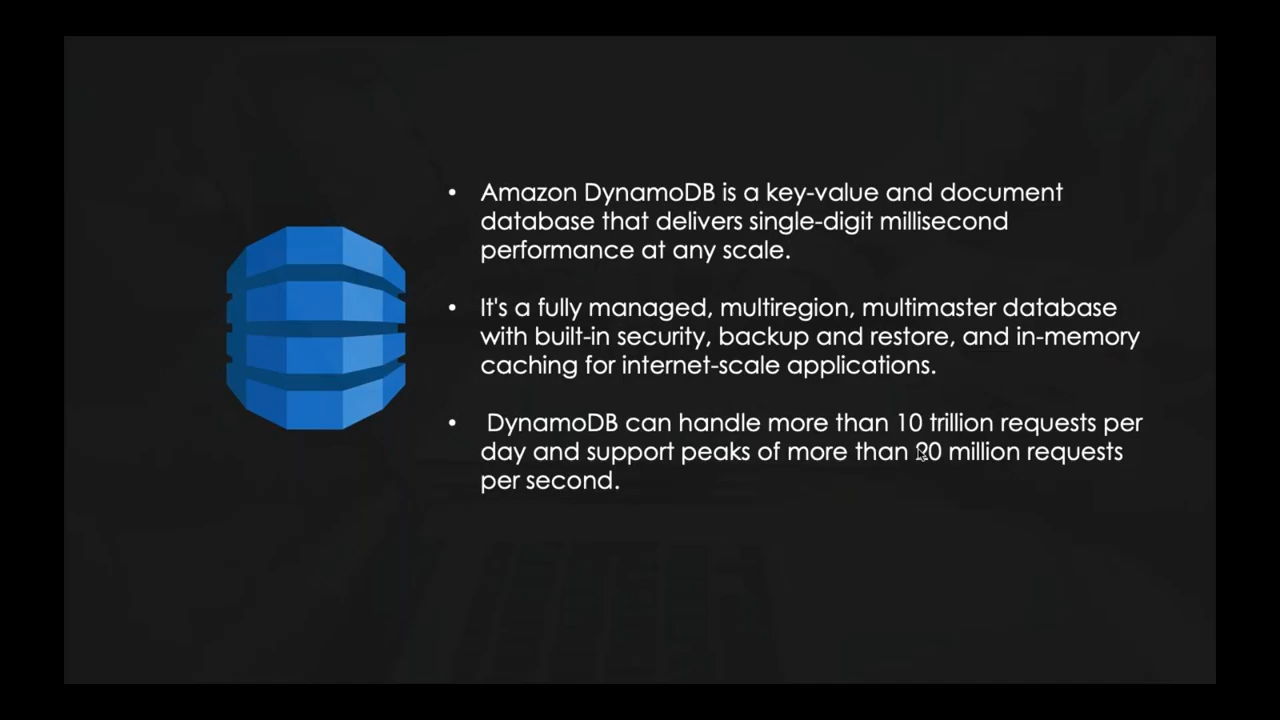 • Amazon DynamoDB is a key-value and document
database that delivers single-digit millisecond
performance at any scale.
• It's a fully managed, multiregion, multimaster database
with built-in security, backup and restore, and in-memory
caching for internet-scale applications.
• DynamoDB can handle more than 10 trillion requests per
day and support peaks of more than 20 million requests
per second.